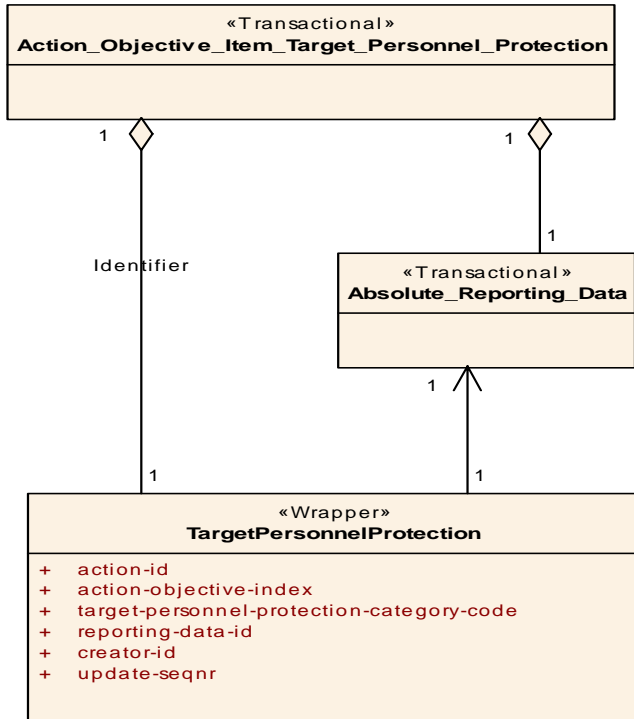 «Transactional»
Action_Objective_Item_Target_Personnel_Protection
1
1
Identifier
1
«Transactional»
Absolute_Reporting_Data
1
1
1
«Wrapper»
TargetPersonnelProtection
+ action-id
+ action-objective-index
+ target-personnel-protection-category-code
+ reporting-data-id
+ creator-id
+ update-seqnr